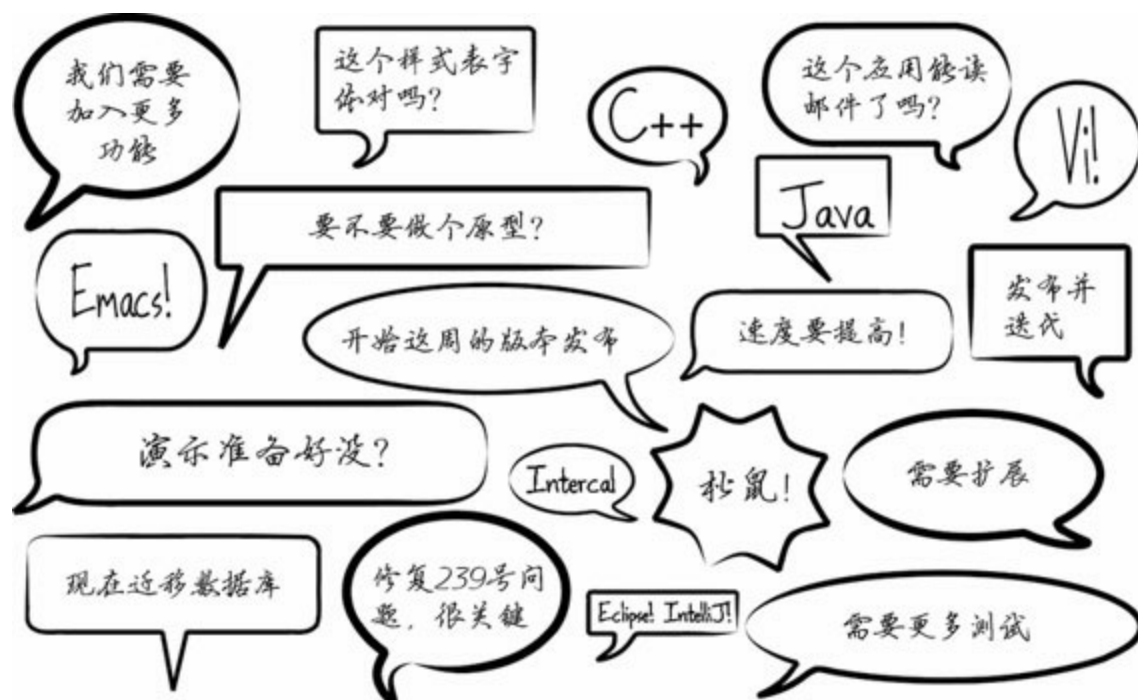 我们需要
加入更多
功能
这个样式表字
体对吗?
C++
这个应用能读
邮件了吗?
Vi!
要不要做个原型?
Java
Emacs!
开始这周的版本发布
速度要提高!
发布并
迭代
演示准备好没?
Intercal
松鼠!
需要扩展
现在迁移数据库
修复239号问
题，很关键
Eclipse! IntelliJ!
需要更多测试